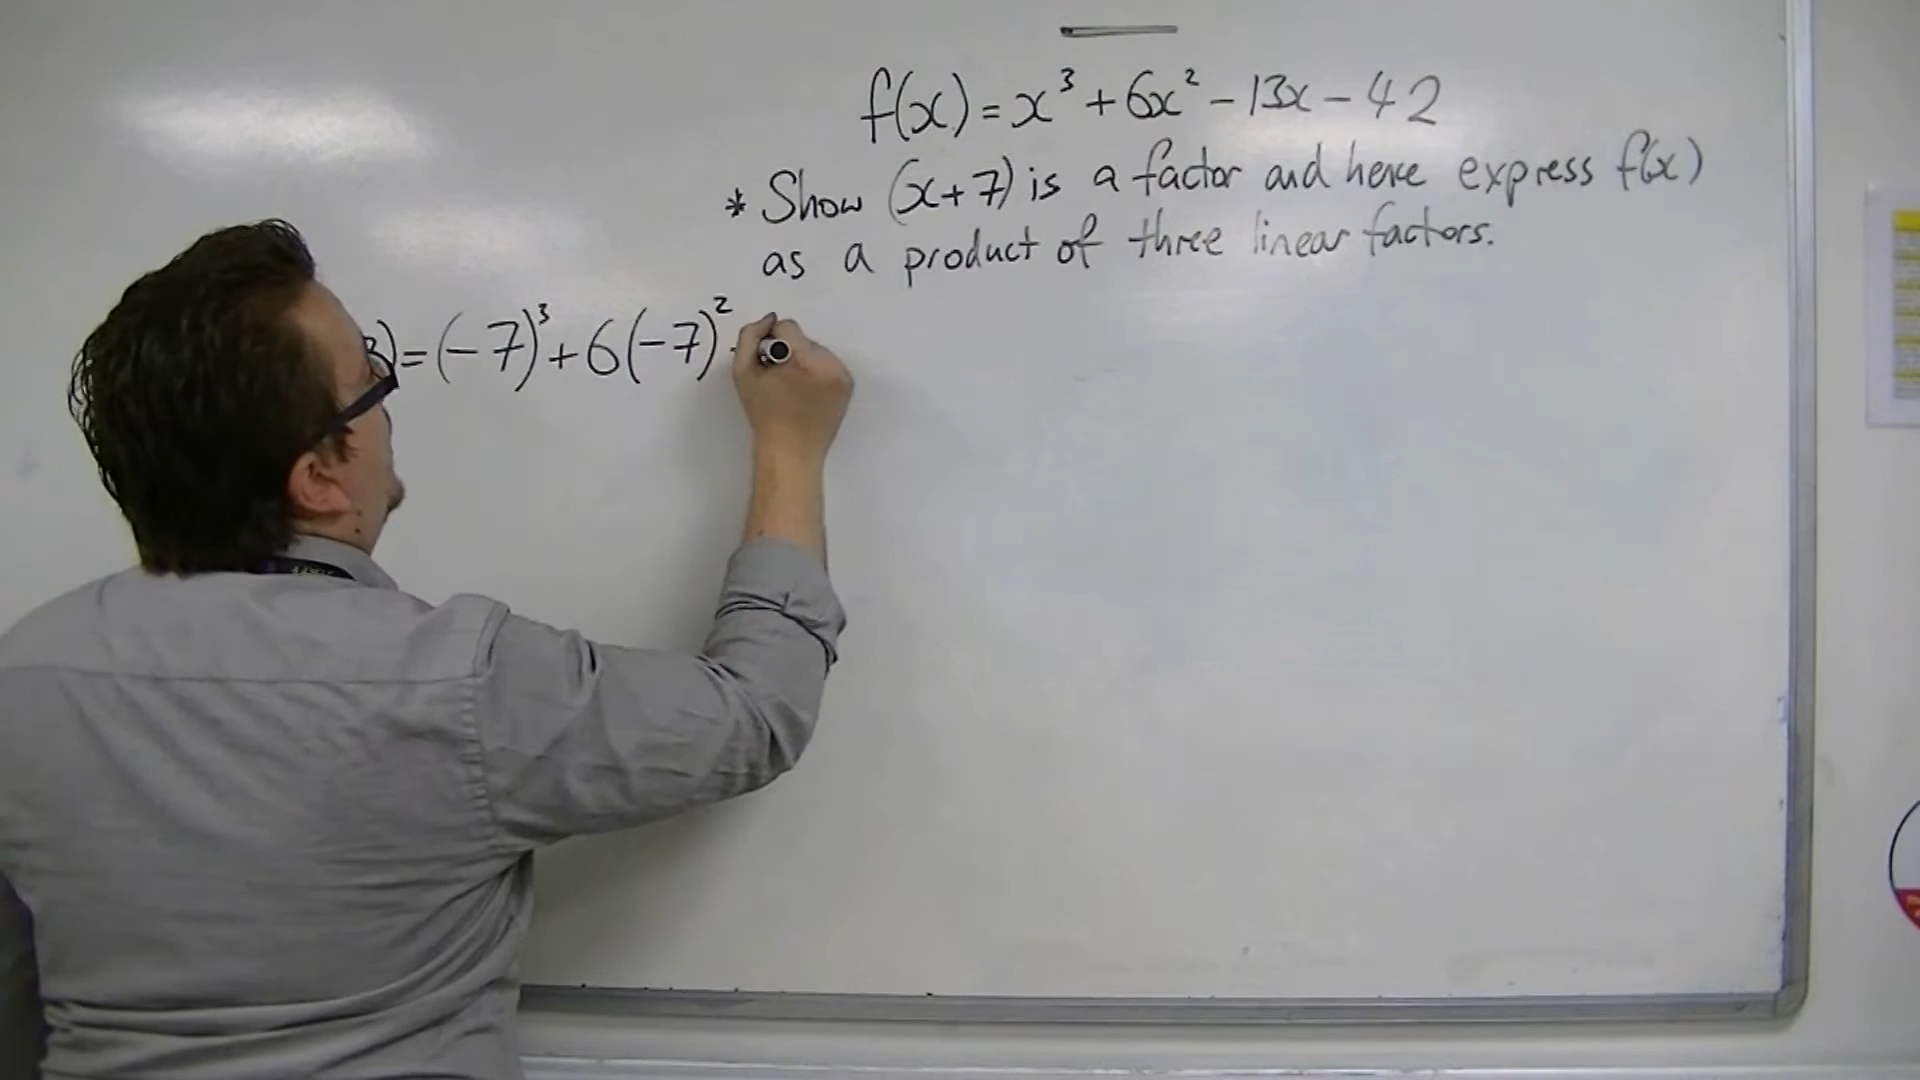 f(x) = x³ + 6x² - 13x - 42
* Show (x+7) is a factor and hence express f(x)
as a product of three linear factors.
) = (-7)³ + 6(-7)² -